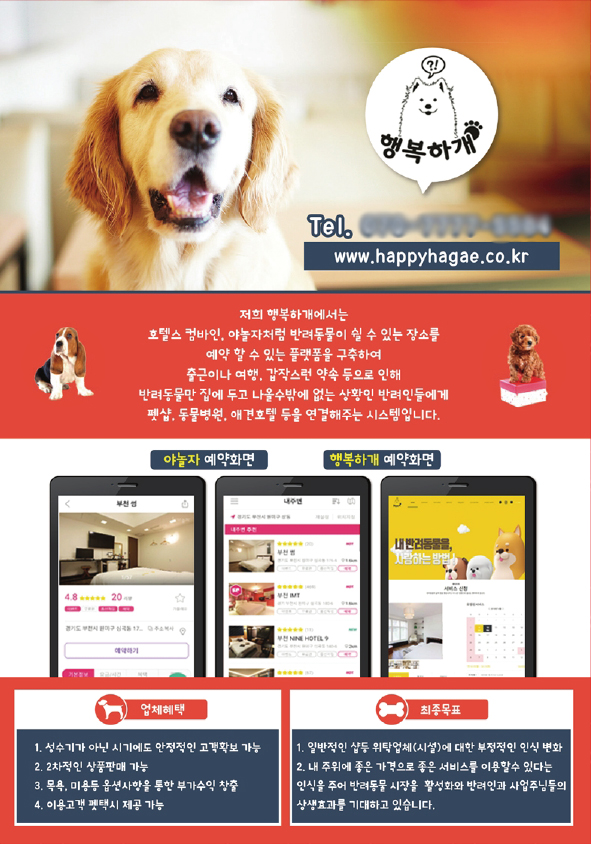 ?!
행복하개
Tel.
www.happyhagae.co.kr
저희 행복하개에서는
호텔스 컴바인, 야놀자처럼 반려동물이 쉴 수 있는 장소를
예약 할 수 있는 플랫폼을 구축하여
출근이나 여행, 갑작스런 약속 등으로 인해
반려동물만 집에 두고 나올수밖에 없는 상황인 반려인들에게
펫샵, 동물병원, 애견호텔 등을 연결해주는 시스템입니다.
야놀자 예약화면
행복하개 예약화면
부천 썸
4.8 ★★★★★ 20
예약하기
기본정보
내주변
내주변 추천
부천 썸
부천 IMT
부천 NINE HOTEL 9
내 반려동물을,
사랑하는 방법
서비스 신청
업체혜택
1. 성수기가 아닌 시기에도 안정적인 고객확보 가능
2. 2차적인 상품판매 가능
3. 목욕, 미용등 옵션사항을 통한 부가수익 창출
4. 이용고객 펫택시 제공 가능
최종목표
1. 일반적인 샵등 위탁업체(시설)에 대한 부정적인 인식 변화
2. 내 주위에 좋은 가격으로 좋은 서비스를 이용할수 있다는
인식을 주어 반려동물 시장을 활성화와 반려인과 사업주님들의
상생효과를 기대하고 있습니다.